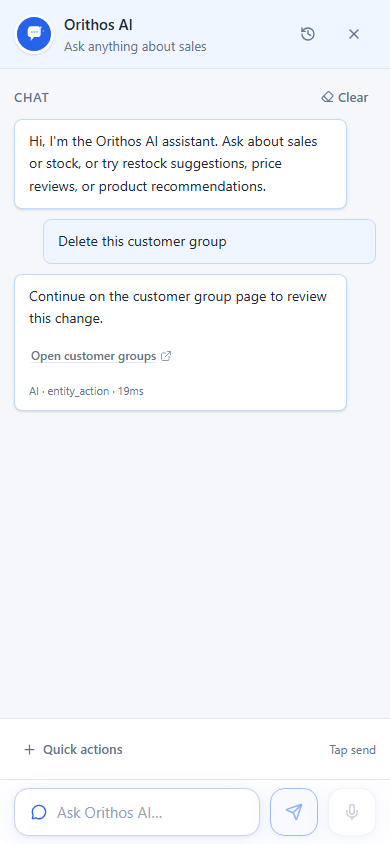 Orithos AI
Ask anything about sales
CHAT
Clear
Hi, I'm the Orithos AI assistant. Ask about sales
or stock, or try restock suggestions, price
reviews, or product recommendations.
Delete this customer group
Continue on the customer group page to review
this change.
Open customer groups
AI · entity_action · 19ms
Quick actions
Tap send
Ask Orithos AI...